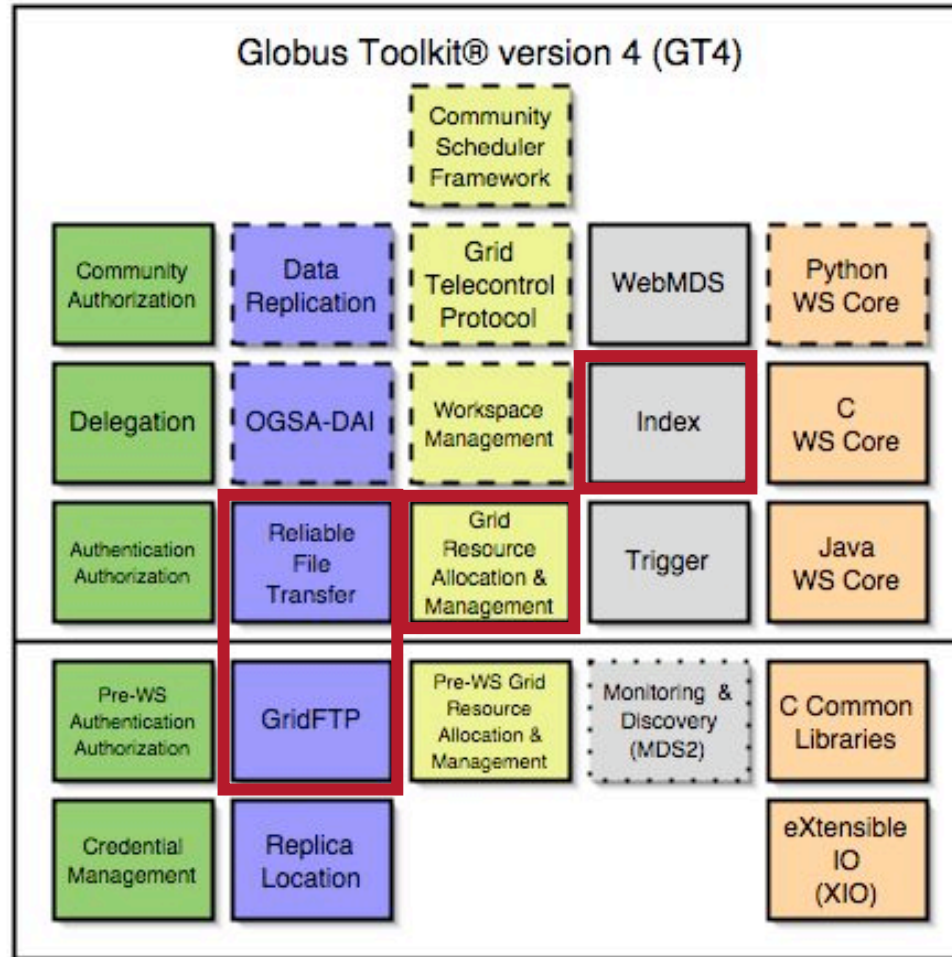 Globus Toolkit® version 4 (GT4)
Community
Scheduler
Framework
Community
Authorization
Data
Replication
Grid
Telecontrol
Protocol
WebMDS
Python
WS Core
Delegation
OGSA-DAI
Workspace
Management
Index
C
WS Core
Authentication
Authorization
Reliable
File
Transfer
Grid
Resource
Allocation &
Management
Trigger
Java
WS Core
Pre-WS
Authentication
Authorization
GridFTP
Pre-WS Grid
Resource
Allocation &
Management
Monitoring &
Discovery
(MDS2)
C Common
Libraries
Credential
Management
Replica
Location
eXtensible
IO
(XIO)